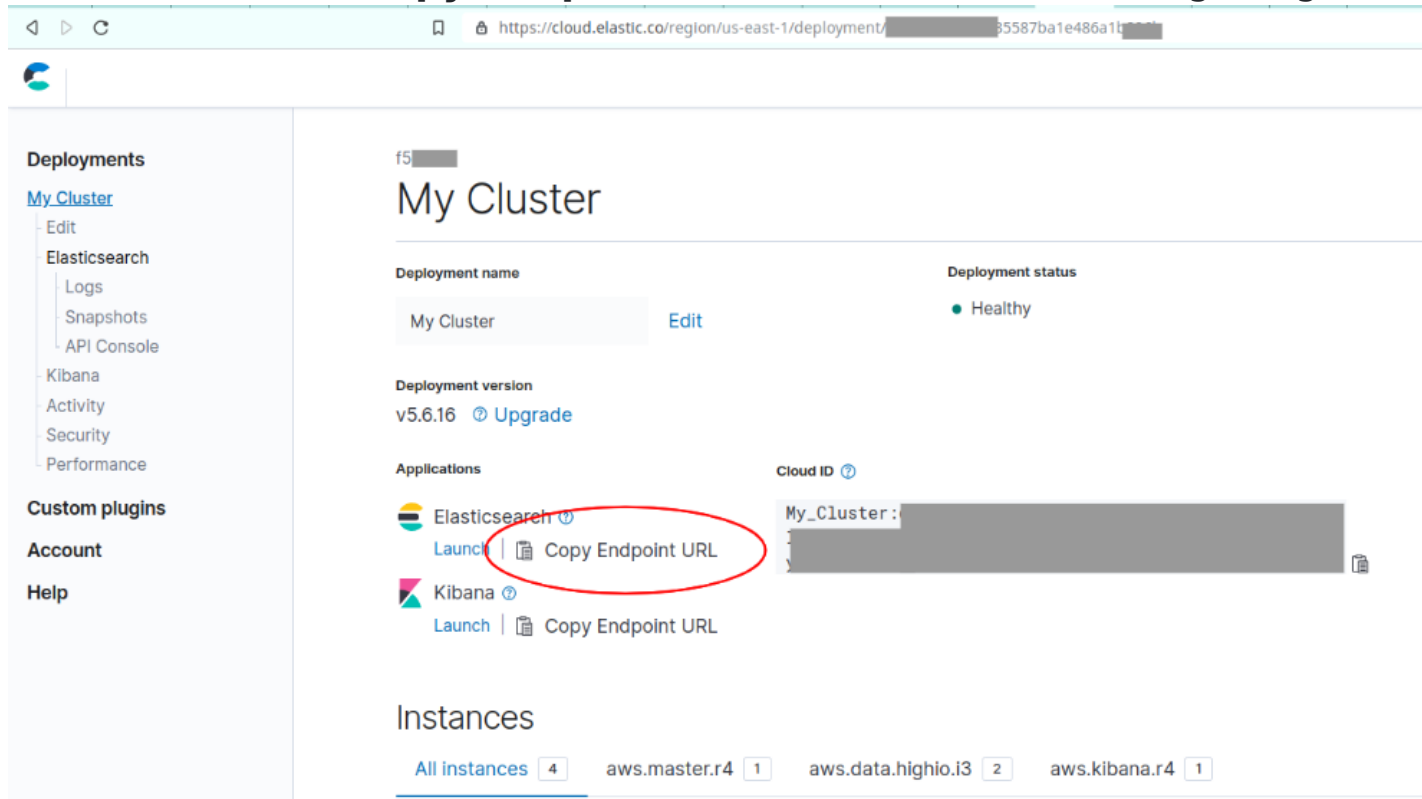 https://cloud.elastic.co/region/us-east-1/deployment/ 35587ba1e486a1b
Deployments
My Cluster
Edit
Elasticsearch
Logs
Snapshots
API Console
Kibana
Activity
Security
Performance
Custom plugins
Account
Help
f5
My Cluster
Deployment name
Deployment status
My Cluster Edit
Healthy
Deployment version
v5.6.16 Upgrade
Applications
Cloud ID
Elasticsearch
Launch | Copy Endpoint URL
My_Cluster:
Kibana
Launch | Copy Endpoint URL
Instances
All instances 4 aws.master.r4 1 aws.data.highio.i3 2 aws.kibana.r4 1